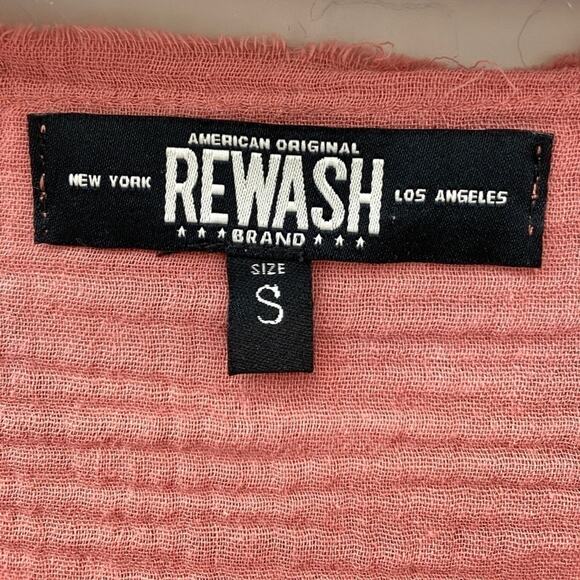 AMERICAN ORIGINAL
NEW YORK REWASH LOS ANGELES
★★★BRAND★★★
SIZE
S